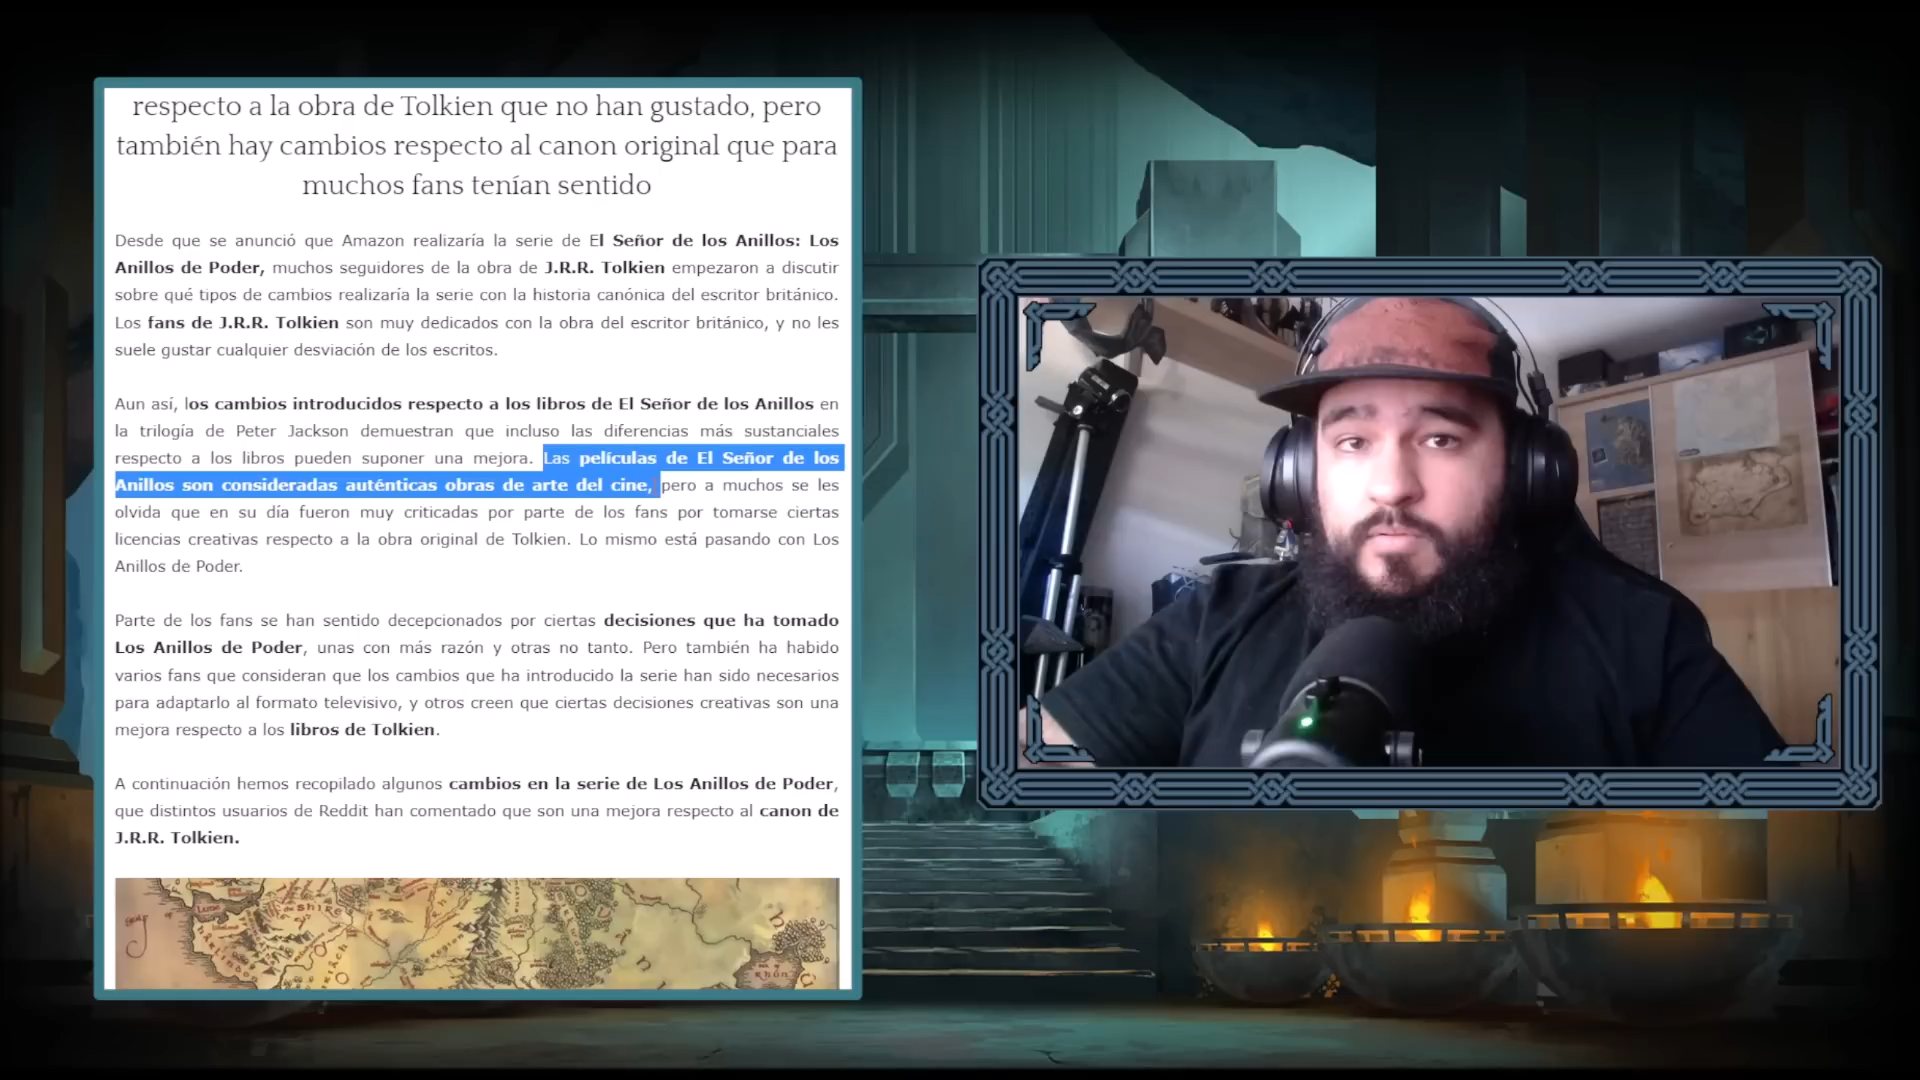 respecto a la obra de Tolkien que no han gustado, pero
también hay cambios respecto al canon original que para
muchos fans tenían sentido
Desde que se anunció que Amazon realizaría la serie de El Señor de los Anillos: Los
Anillos de Poder, muchos seguidores de la obra de J.R.R. Tolkien empezaron a discutir
sobre qué tipos de cambios realizaría la serie con la historia canónica del escritor británico.
Los fans de J.R.R. Tolkien son muy dedicados con la obra del escritor británico, y no les
suele gustar cualquier desviación de los escritos.
Aun así, los cambios introducidos respecto a los libros de El Señor de los Anillos en
la trilogía de Peter Jackson demuestran que incluso las diferencias más sustanciales
respecto a los libros pueden suponer una mejora. Las películas de El Señor de los
Anillos son consideradas auténticas obras de arte del cine, pero a muchos se les
olvida que en su día fueron muy criticadas por parte de los fans por tomarse ciertas
licencias creativas respecto a la obra original de Tolkien. Lo mismo está pasando con Los
Anillos de Poder.
Parte de los fans se han sentido decepcionados por ciertas decisiones que ha tomado
Los Anillos de Poder, unas con más razón y otras no tanto. Pero también ha habido
varios fans que consideran que los cambios que ha introducido la serie han sido necesarios
para adaptarlo al formato televisivo, y otros creen que ciertas decisiones creativas son una
mejora respecto a los libros de Tolkien.
A continuación hemos recopilado algunos cambios en la serie de Los Anillos de Poder,
que distintos usuarios de Reddit han comentado que son una mejora respecto al canon de
J.R.R. Tolkien.
Shire
Rhûn